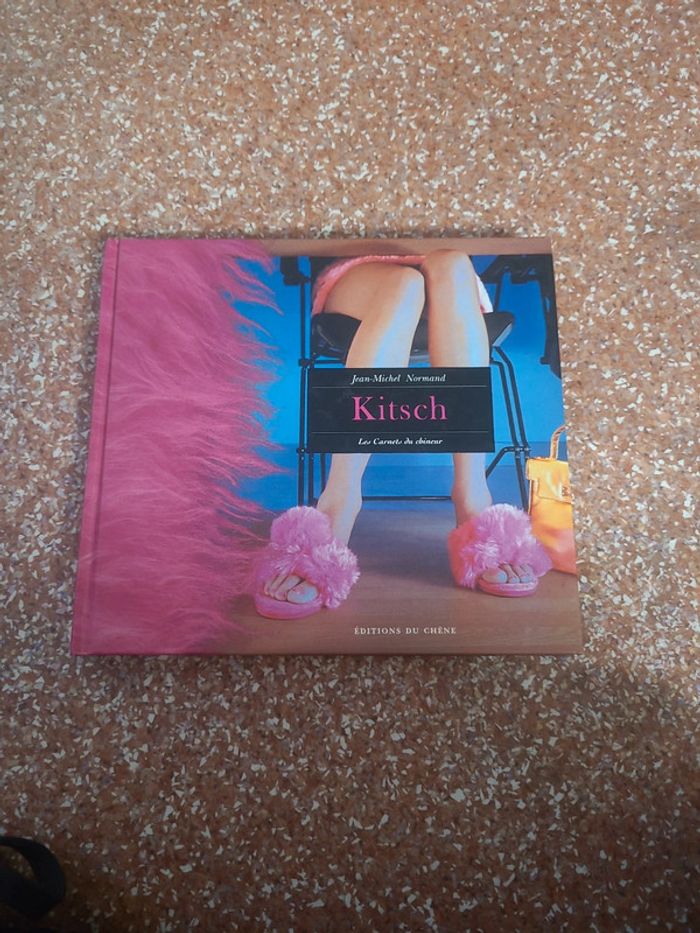 Jean-Michel Normand
Kitsch
Les Carnets du chineur
ÉDITIONS DU CHÊNE